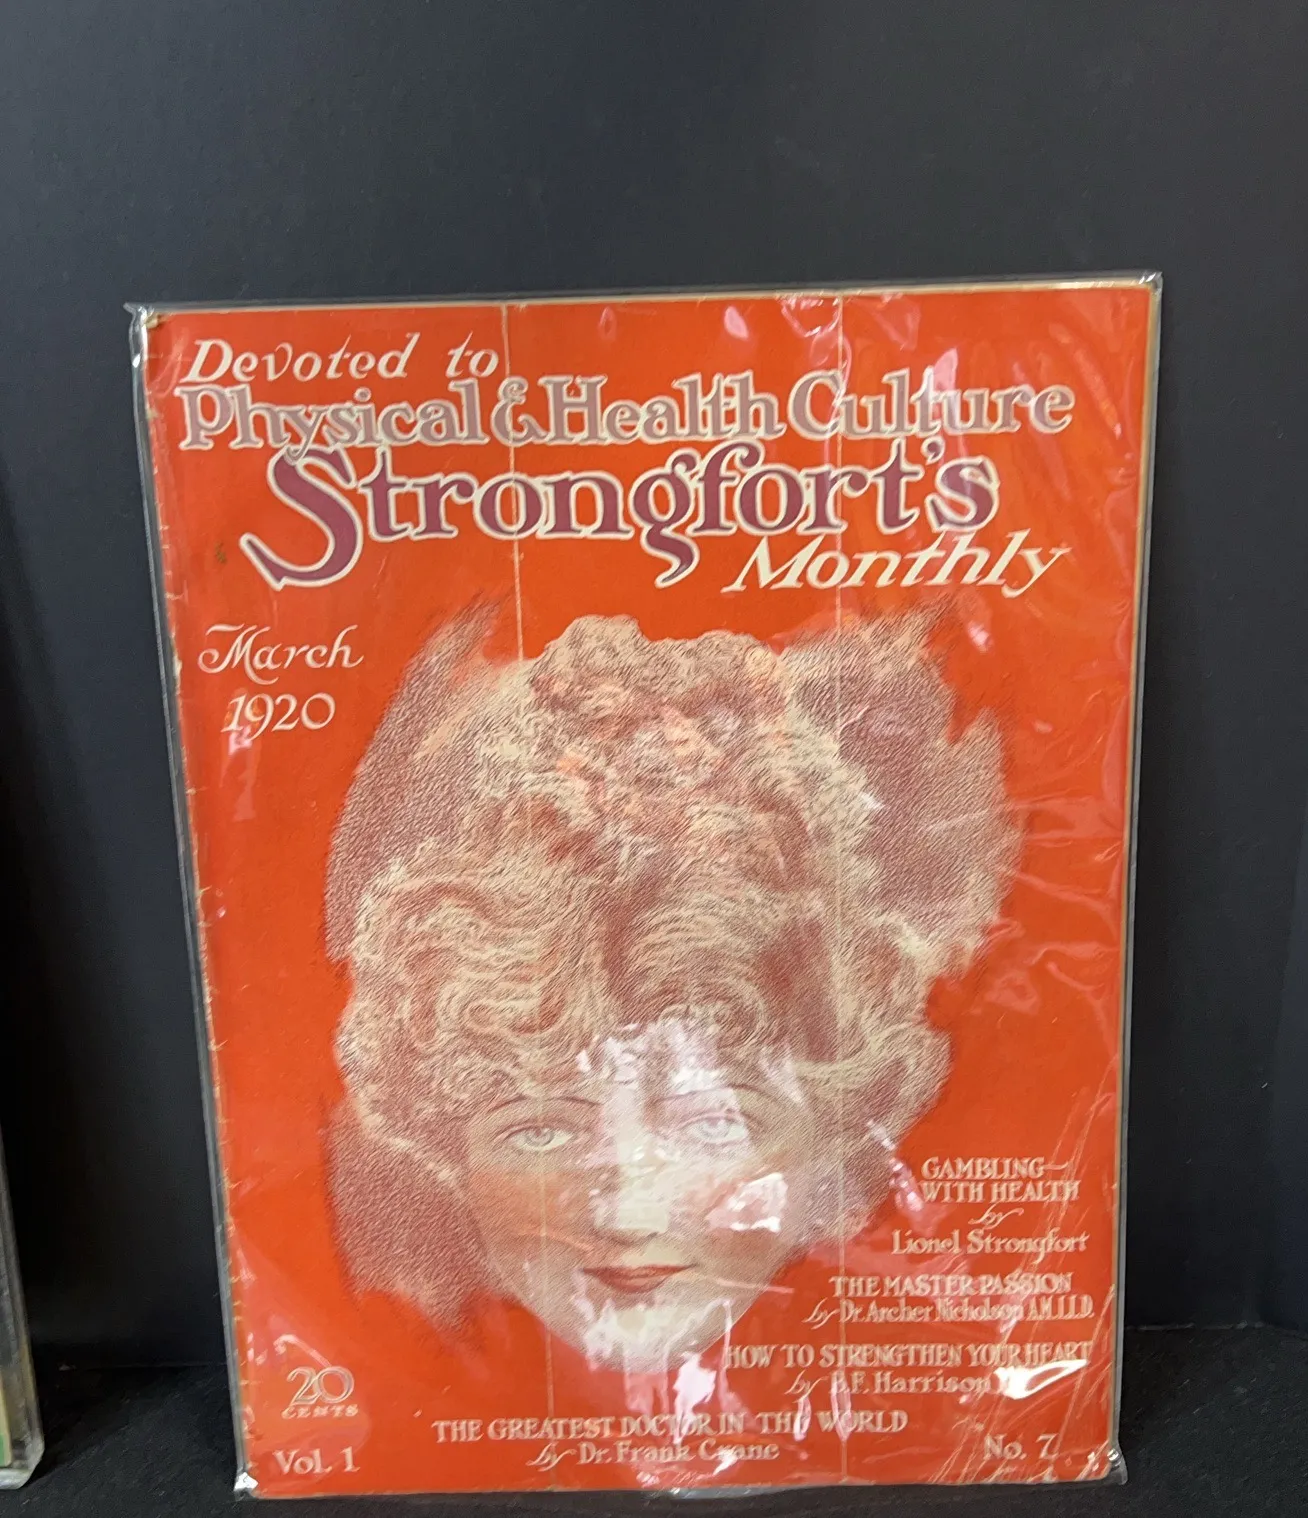 Devoted to
Physical & Health Culture
Strongfort's
Monthly
March
1920
GAMBLING—
WITH HEALTH
by
Lionel Strongfort
THE MASTER PASSION
by Dr. Archer Nicholson
HOW TO STRENGTHEN YOUR HEART
by Harrison
20
CENTS
THE GREATEST DOCTOR IN THE WORLD
by Dr. Frank Crane
Vol. 1
No. 7